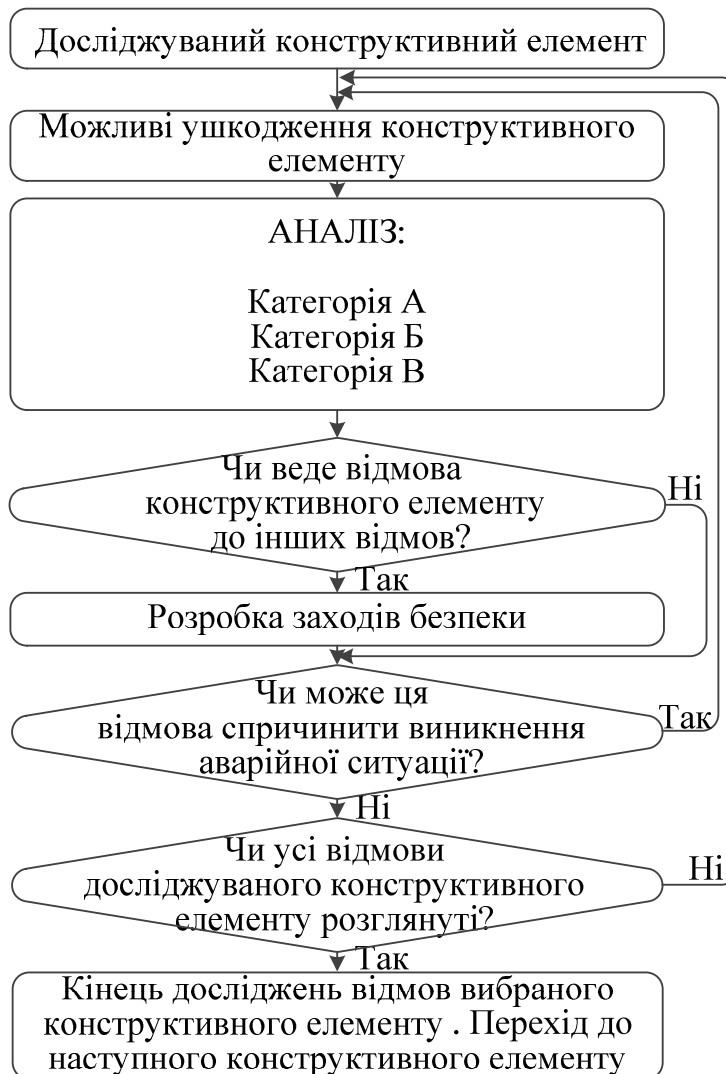 Досліджуваний конструктивний елемент
Можливі ушкодження конструктивного
елементу
АНАЛІЗ:
Категорія А
Категорія Б
Категорія В
Чи веде відмова
конструктивного елементу
до інших відмов?
Ні
Так
Розробка заходів безпеки
Чи може ця
відмова спричинити виникнення
аварійної ситуації?
Так
Ні
Чи усі відмови
досліджуваного конструктивного
елементу розглянуті?
Ні
Так
Кінець досліджень відмов вибраного
конструктивного елементу . Перехід до
наступного конструктивного елементу